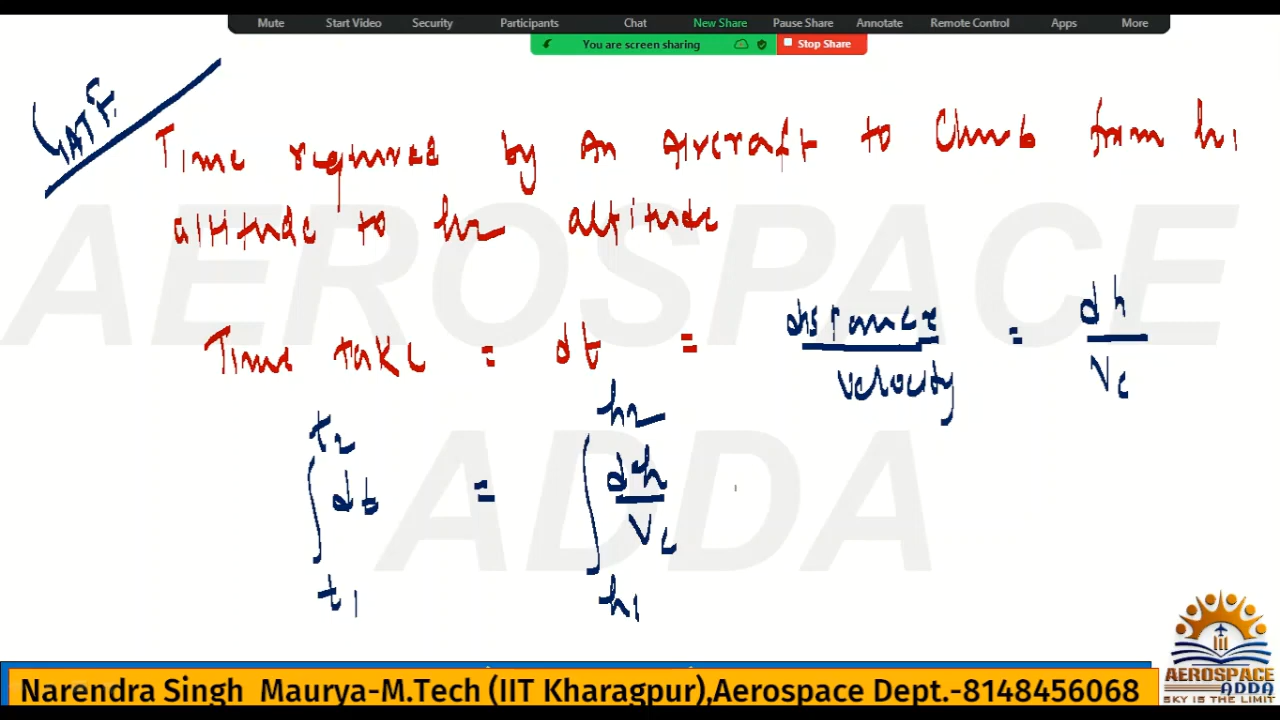 Mute Start Video Security Participants Chat New Share Pause Share Annotate Remote Control Apps More
You are screen sharing Stop Share
GATE
Time required by an aircraft to climb from h1
altitude to h2 altitude
Time take = dt = distance / velocity = dh / Vc
∫ t1 t2 dt = ∫ h1 h2 dh / Vc
AEROSPACE
ADDA
AEROSPACE
ADDA
SKY IS THE LIMIT
Narendra Singh Maurya-M.Tech (IIT Kharagpur),Aerospace Dept.-8148456068